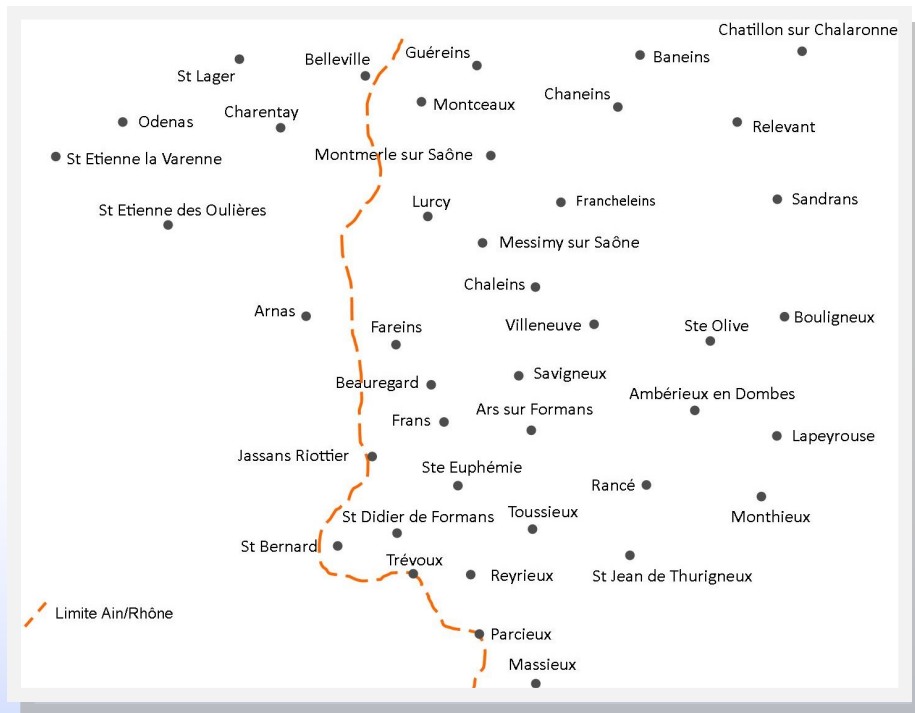 Chatillon sur Chalaronne
Guéreins
Belleville
Baneins
St Lager
Chaneins
Montceaux
Charentay
Odenas
Relevant
Montmerle sur Saône
St Etienne la Varenne
Sandrans
Lurcy
Francheleins
St Etienne des Oulières
Messimy sur Saône
Chaleins
Arnas
Bouligneux
Villeneuve
Ste Olive
Fareins
Savigneux
Beauregard
Ambérieux en Dombes
Ars sur Formans
Frans
Lapeyrouse
Jassans Riottier
Ste Euphémie
Rancé
Toussieux
Monthieux
St Didier de Formans
St Bernard
Trévoux
Reyrieux
St Jean de Thurigneux
Limite Ain/Rhône
Parcieux
Massieux